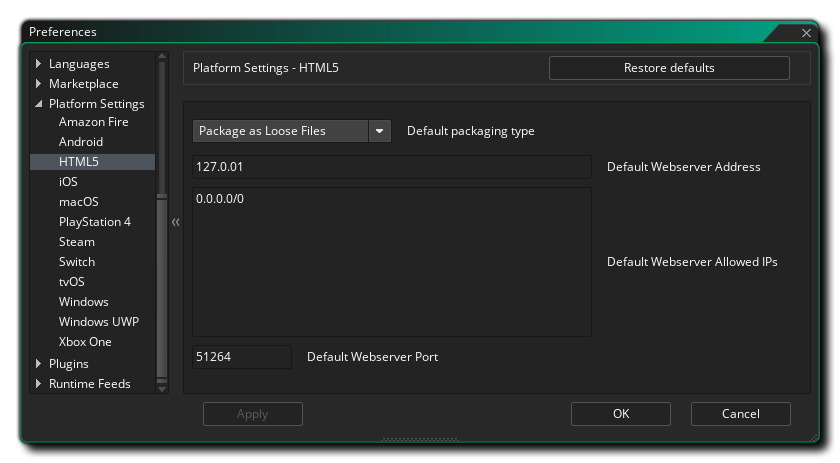 Preferences
Languages
Marketplace
Platform Settings
Amazon Fire
Android
HTML5
iOS
macOS
PlayStation 4
Steam
Switch
tvOS
Windows
Windows UWP
Xbox One
Plugins
Runtime Feeds
Platform Settings - HTML5
Restore defaults
Package as Loose Files
Default packaging type
127.0.01
Default Webserver Address
0.0.0.0/0
Default Webserver Allowed IPs
51264
Default Webserver Port
Apply
OK
Cancel